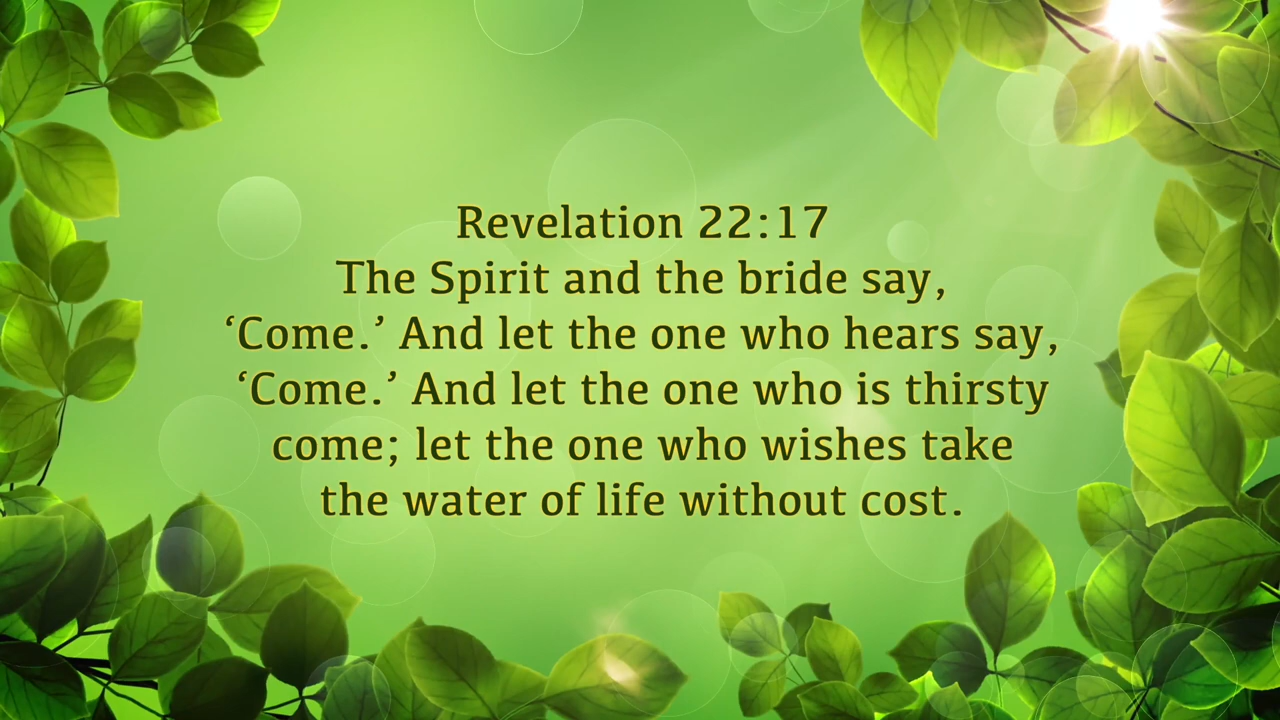 Revelation 22:17
The Spirit and the bride say,
‘Come.’ And let the one who hears say,
‘Come.’ And let the one who is thirsty
come; let the one who wishes take
the water of life without cost.